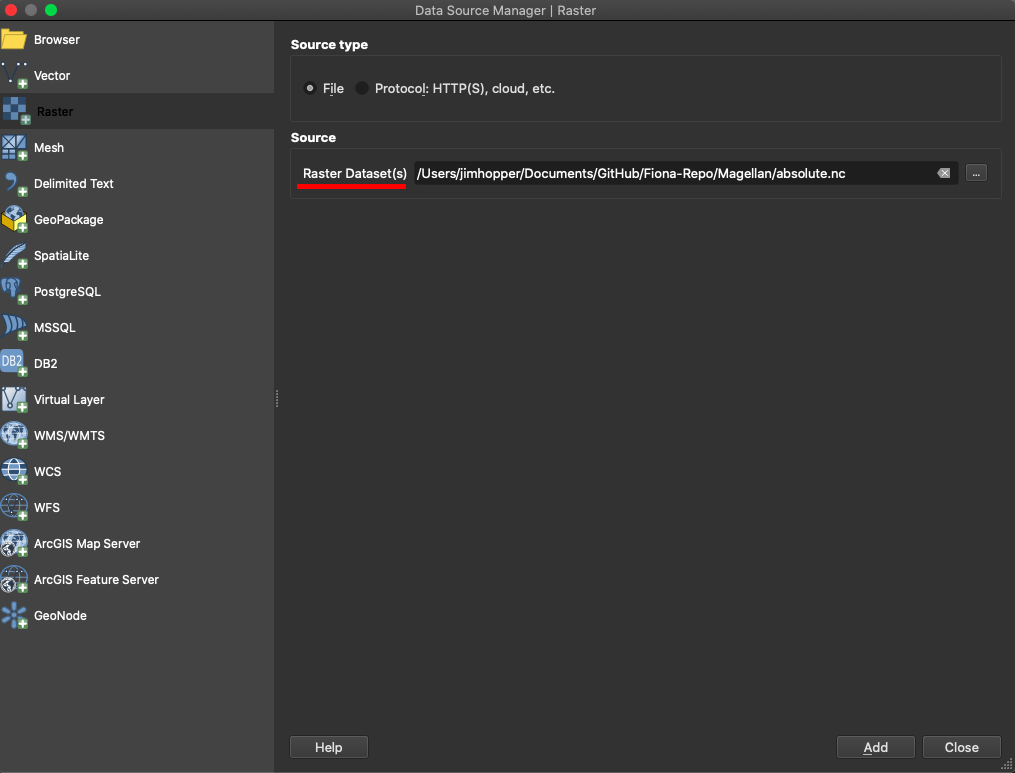 Data Source Manager | Raster
Browser
Vector
Raster
Mesh
Delimited Text
GeoPackage
SpatiaLite
PostgreSQL
MSSQL
DB2
DB2
Virtual Layer
WMS/WMTS
WCS
WFS
ArcGIS Map Server
ArcGIS Feature Server
GeoNode
Source type
File
Protocol: HTTP(S), cloud, etc.
Source
Raster Dataset(s) /Users/jimhopper/Documents/GitHub/Fiona-Repo/Magellan/absolute.nc ...
Help
Add
Close